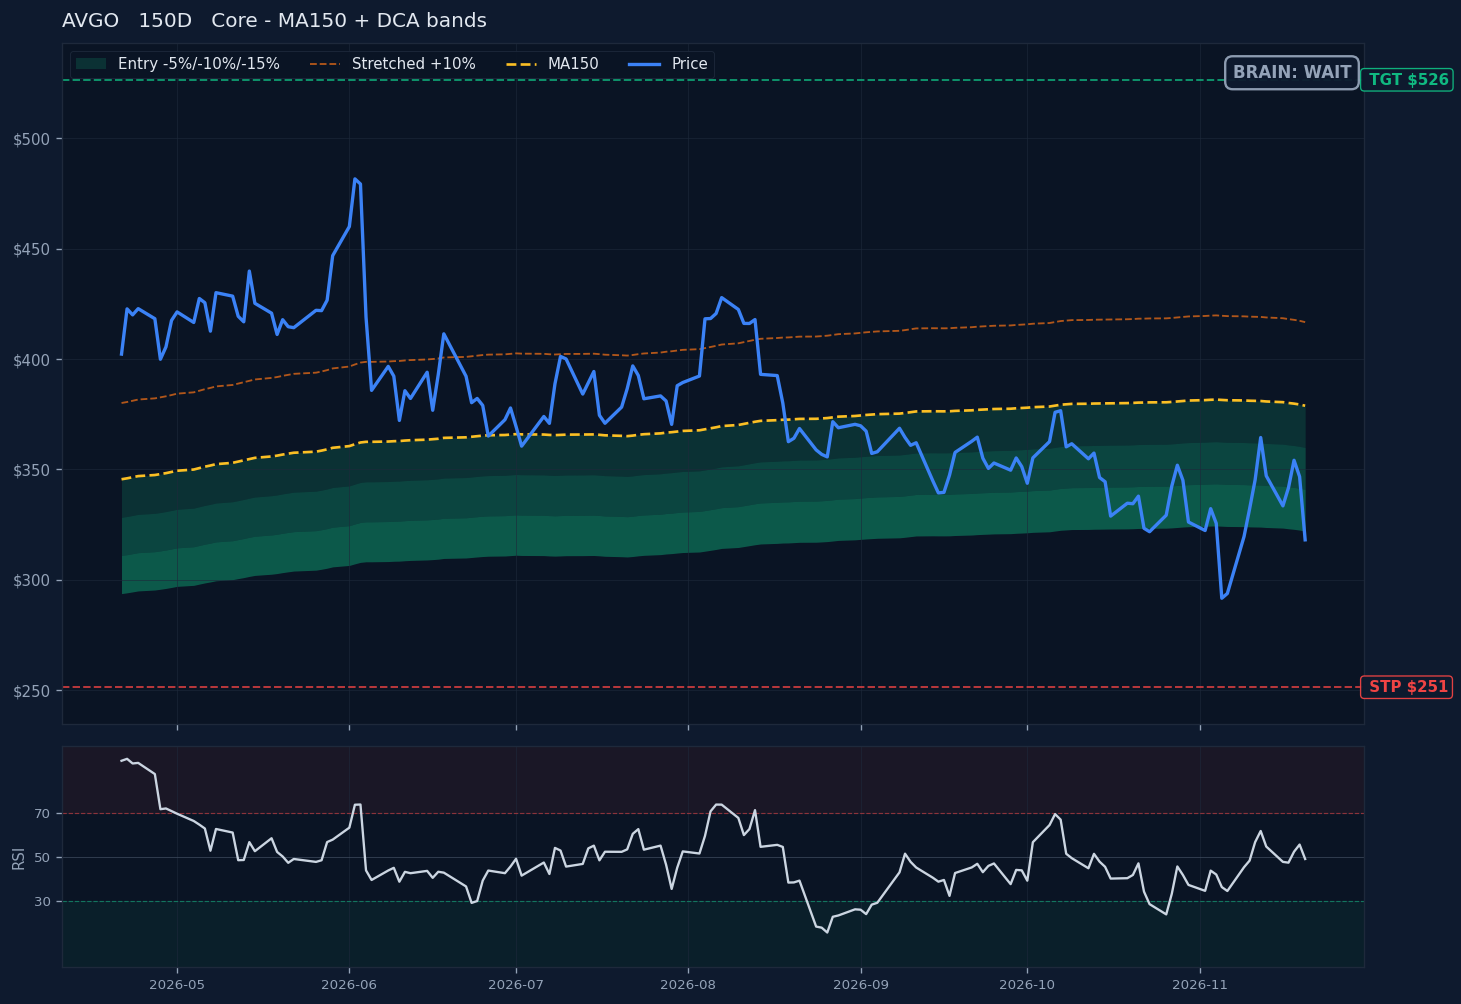 AVGO   150D   Core - MA150 + DCA bands
Entry -5%/-10%/-15%   Stretched +10%   MA150   Price
BRAIN: WAIT
TGT $526
$500
$450
$400
$350
$300
$250
STP $251
RSI
70
50
30
2026-05   2026-06   2026-07   2026-08   2026-09   2026-10   2026-11